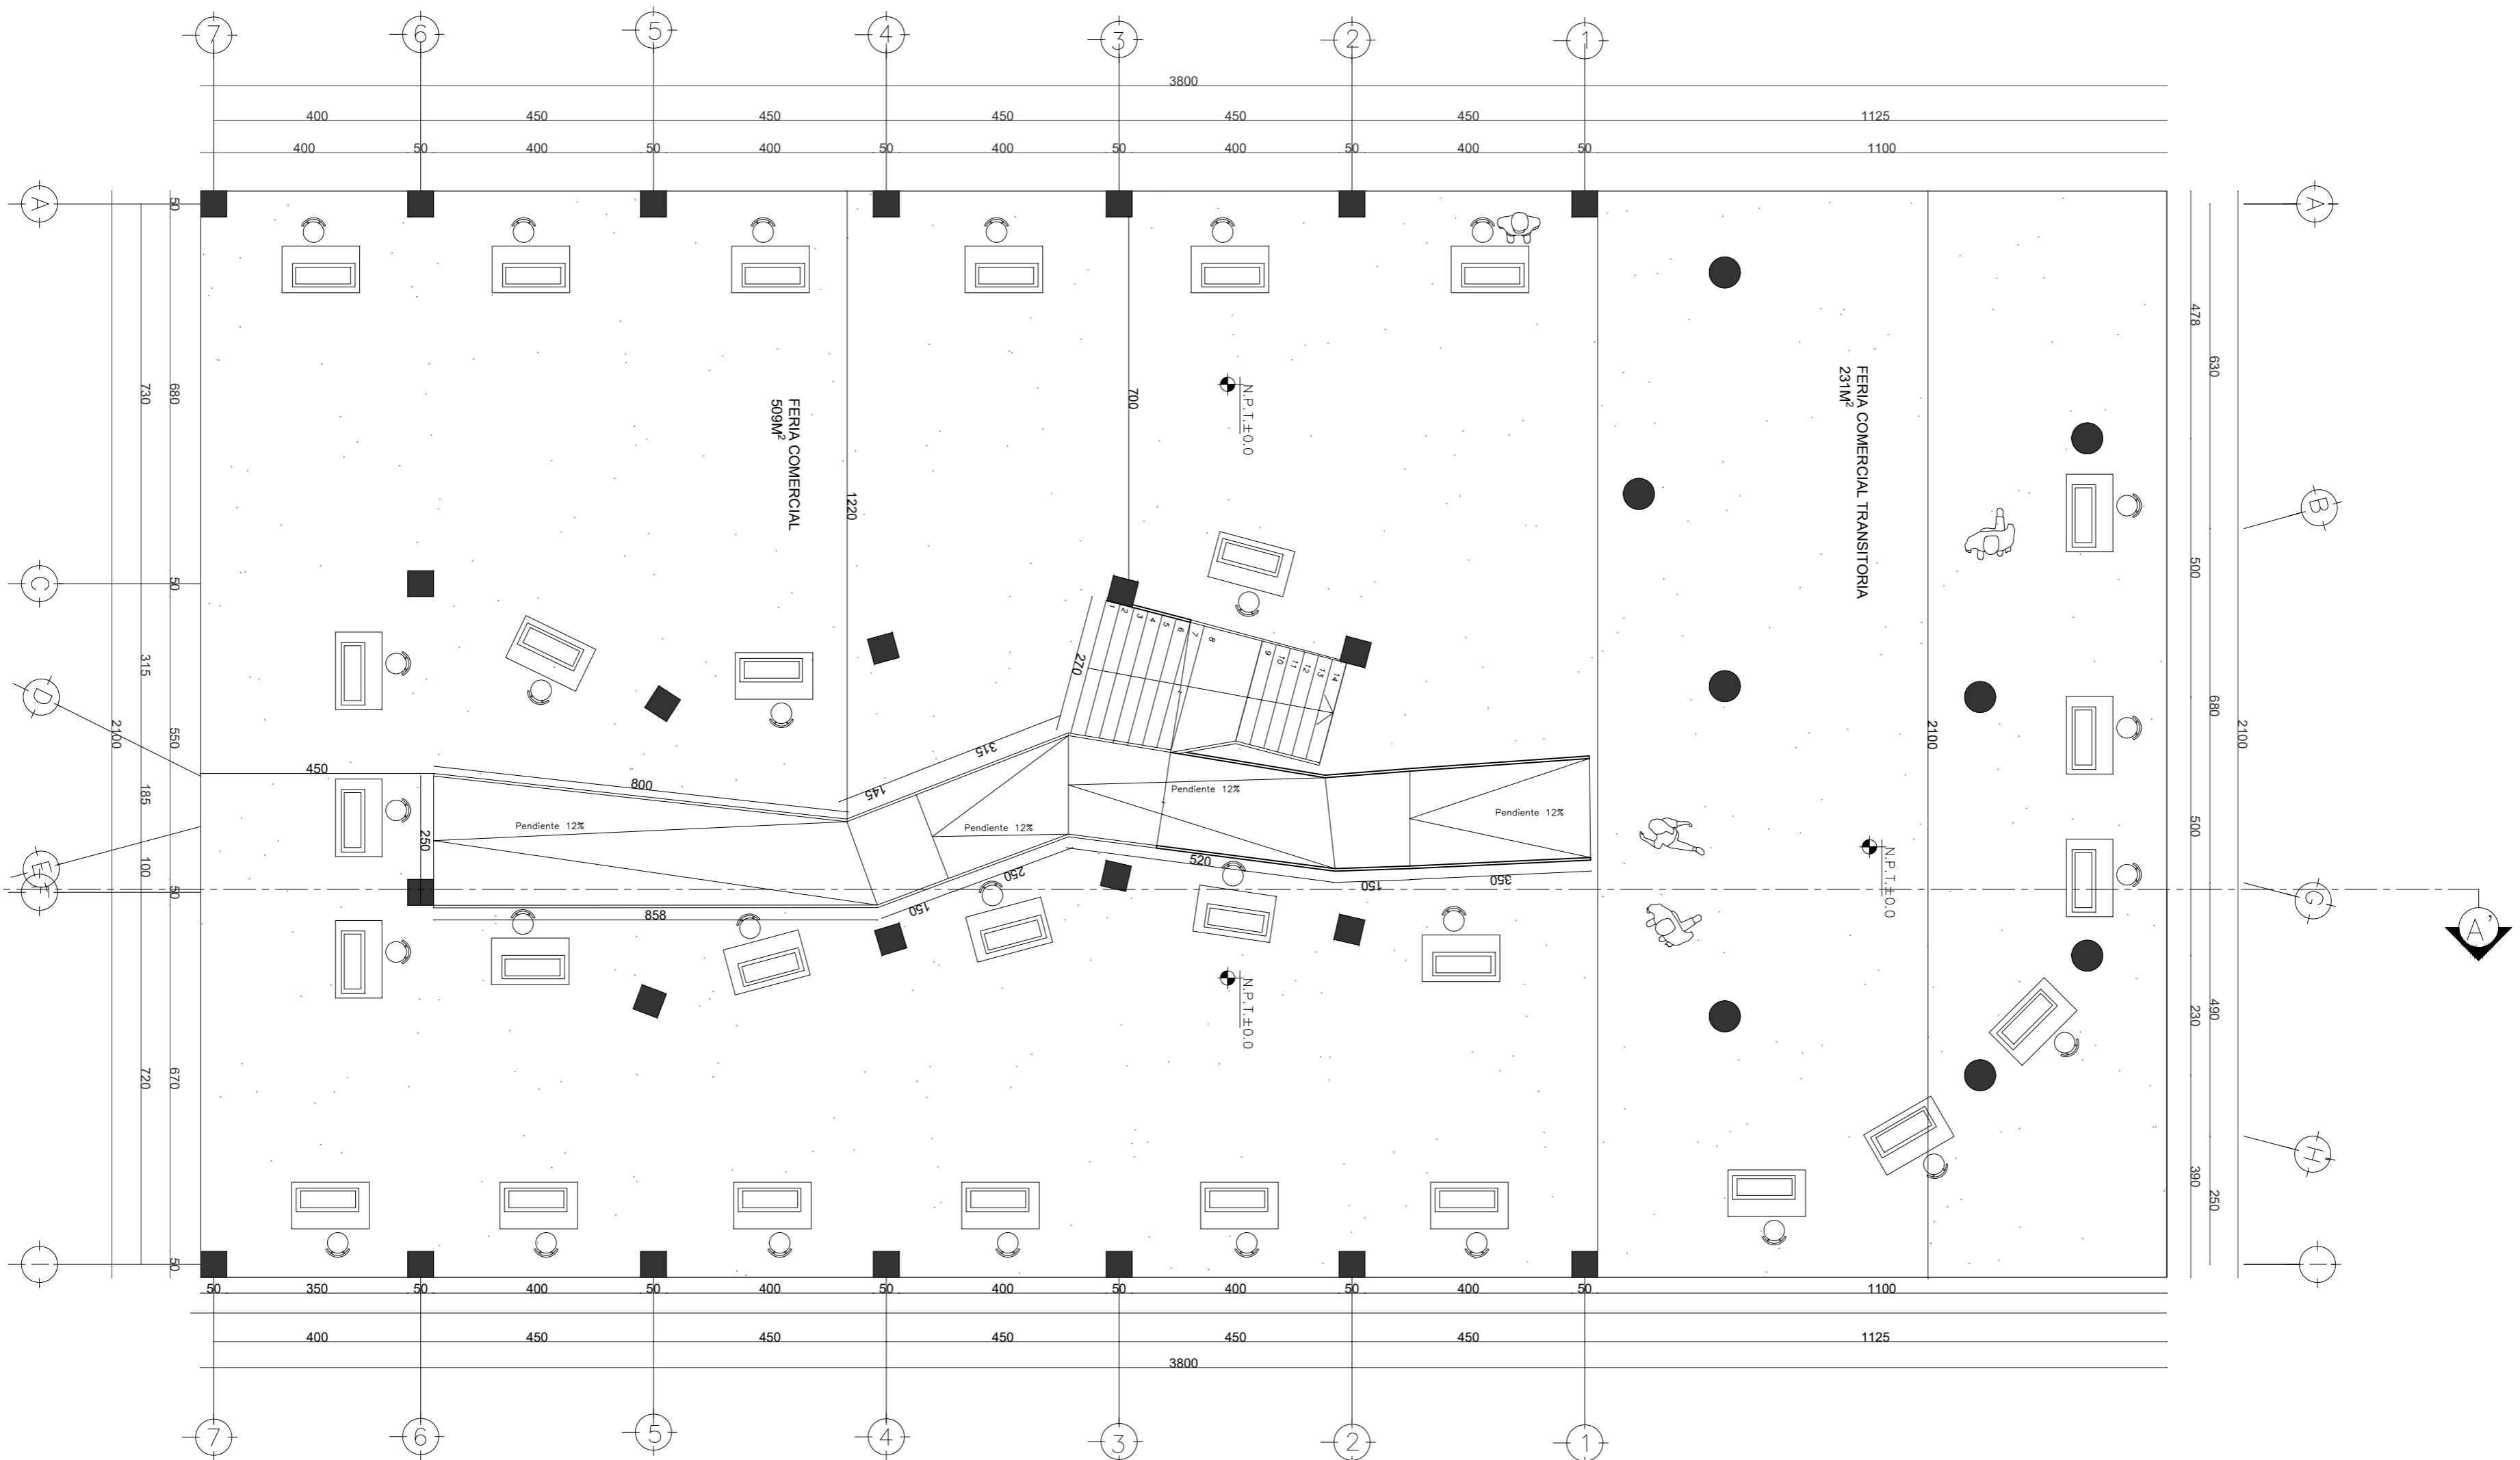 7 6 5 4 3 2 1
3800
400 450 450 450 450 450 1125
400 50 400 50 400 50 400 50 400 50 400 50 1100
A
C
D
E
F
I
2100
730 315 185 100 720
50 680 50 550 50 670 50
A
B
G
H'
I
478 500 680 500 230 390
630 490 250
2100
FERIA COMERCIAL
509M²
FERIA COMERCIAL TRANSITORIA
231M²
N.P.T.±0.0
N.P.T.±0.0
N.P.T.±0.0
700
1220
2100
1 2 3 4 5 6 7 8 9 10 11 12 13 14
270
315
145
800
450
250
858
150
250
520
150
350
Pendiente 12%
Pendiente 12%
Pendiente 12%
Pendiente 12%
A'
50 350 50 400 50 400 50 400 50 400 50 400 50 1100
400 450 450 450 450 450 1125
3800
7 6 5 4 3 2 1